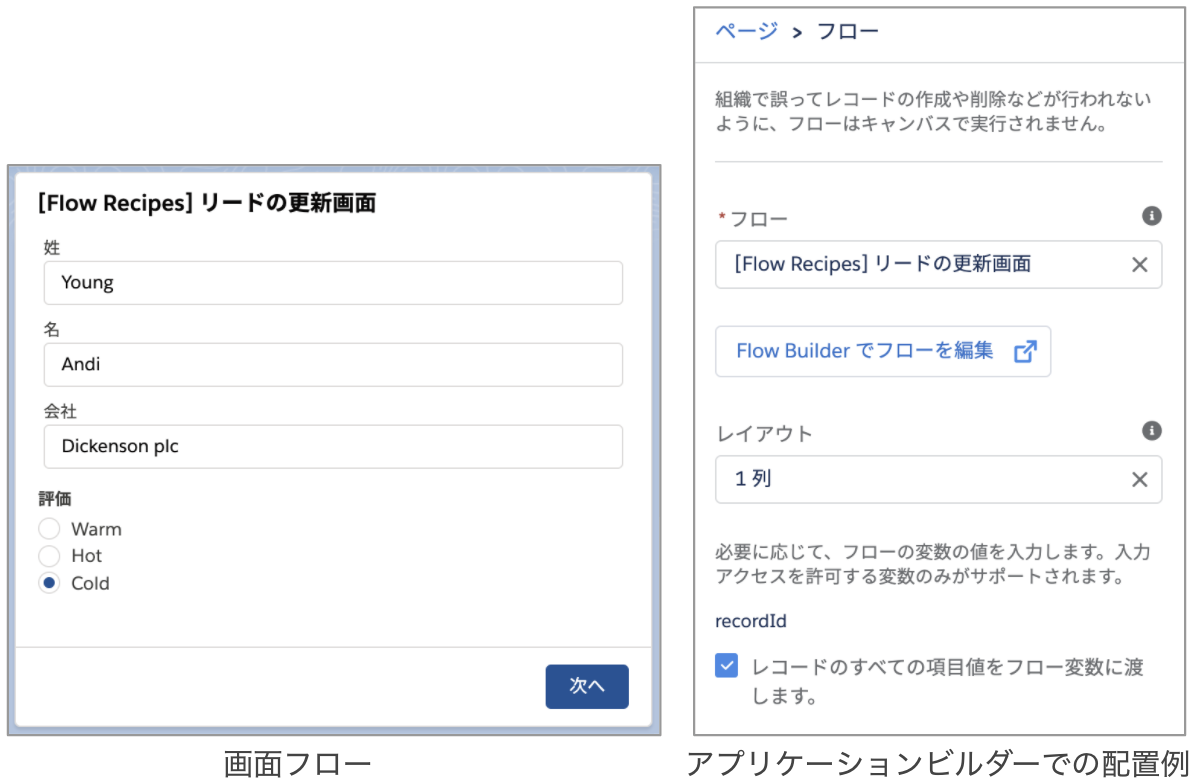 [Flow Recipes] リードの更新画面
姓
Young
名
Andi
会社
Dickenson plc
評価
Warm
Hot
Cold
次へ
画面フロー
ページ > フロー
組織で誤ってレコードの作成や削除などが行われない
ように、フローはキャンバスで実行されません。
* フロー
[Flow Recipes] リードの更新画面
Flow Builder でフローを編集
レイアウト
1 列
必要に応じて、フローの変数の値を入力します。入力
アクセスを許可する変数のみがサポートされます。
recordId
レコードのすべての項目値をフロー変数に渡
します。
アプリケーションビルダーでの配置例